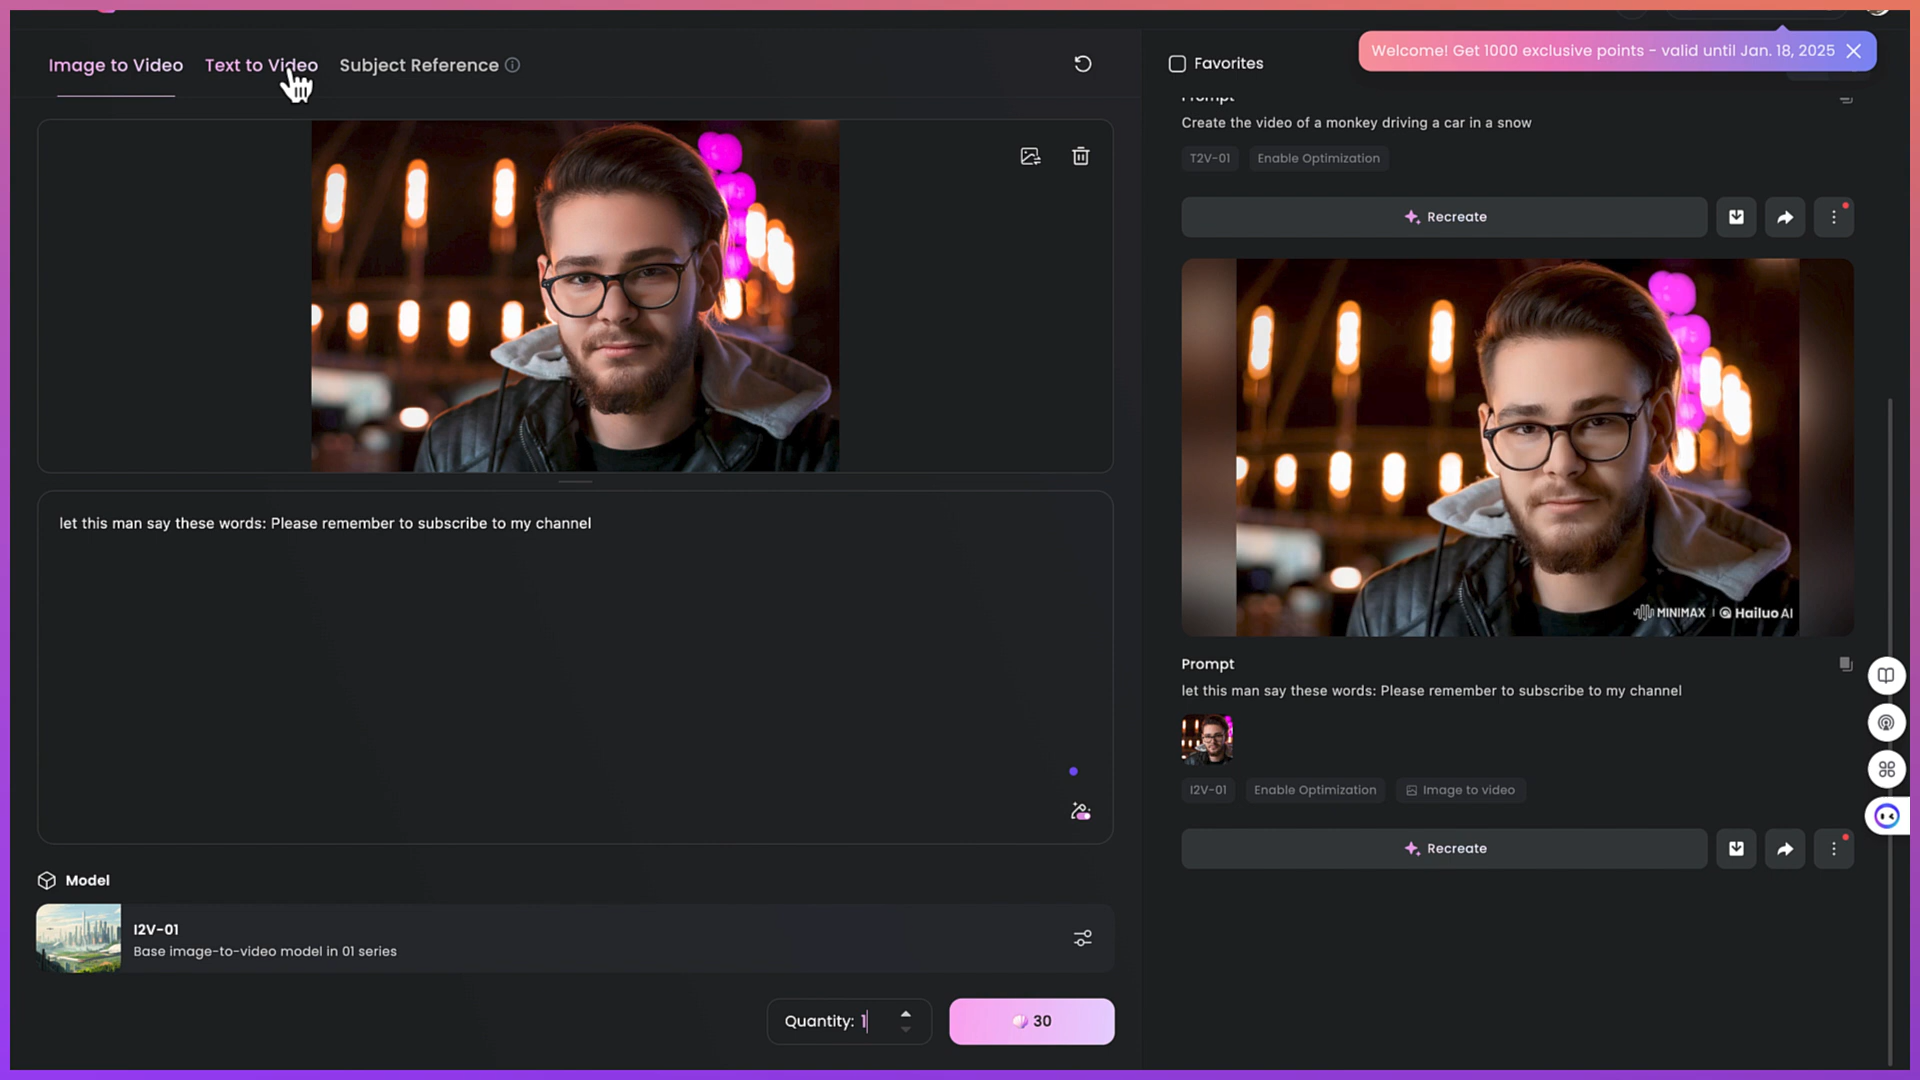 Image to Video
Text to Video
Subject Reference
Favorites
Welcome! Get 1000 exclusive points - valid until Jan. 18, 2025
Prompt
Create the video of a monkey driving a car in a snow
T2V-01
Enable Optimization
Recreate
MINIMAX | Hailuo AI
let this man say these words: Please remember to subscribe to my channel
Prompt
let this man say these words: Please remember to subscribe to my channel
I2V-01
Enable Optimization
Image to video
Recreate
Model
I2V-01
Base image-to-video model in 01 series
Quantity: 1
30